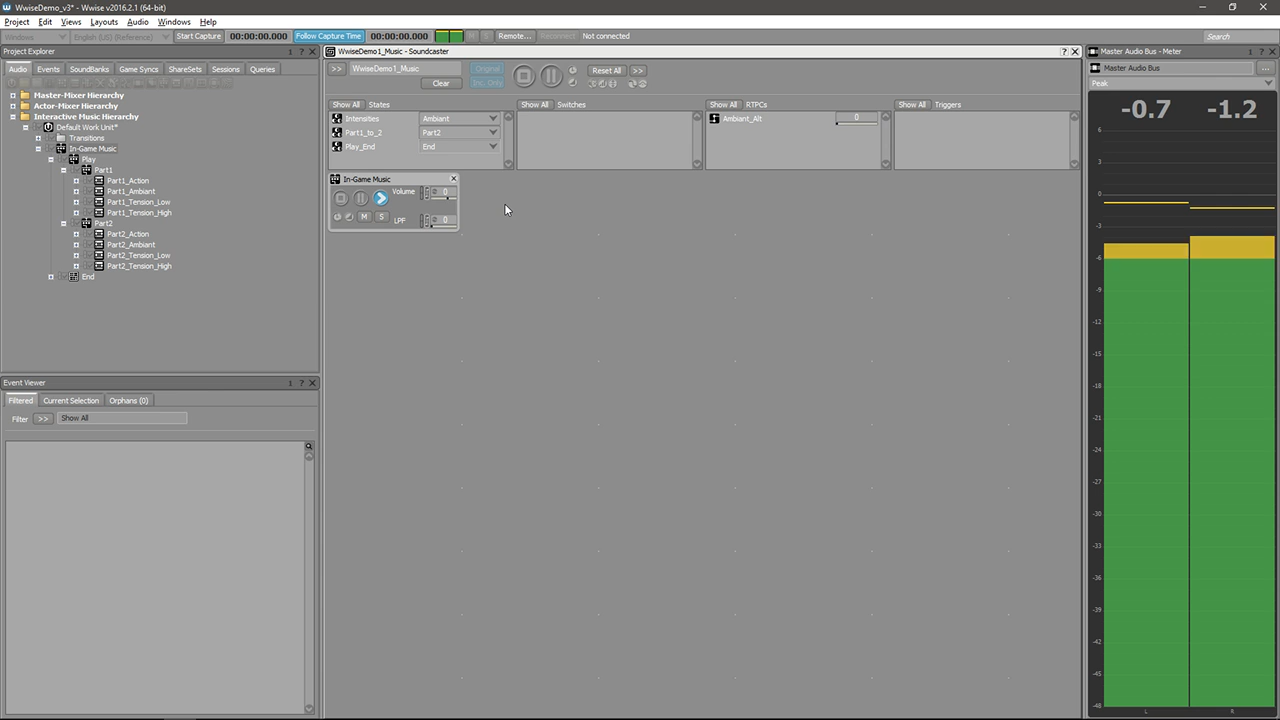 WwiseDemo_v3* - Wwise v2016.2.1 (64-bit)
Project Edit Views Layouts Audio Windows Help
Windows English (US) (Reference) Start Capture 00:00:00.000 Follow Capture Time 00:00:00.000 M S Remote... Reconnect Not connected Search
Project Explorer
Audio Events SoundBanks Game Syncs ShareSets Sessions Queries
Master-Mixer Hierarchy
Actor-Mixer Hierarchy
Interactive Music Hierarchy
Default Work Unit*
Transitions
In-Game Music
Play
Part1
Part1_Action
Part1_Ambiant
Part1_Tension_Low
Part1_Tension_High
Part2
Part2_Action
Part2_Ambiant
Part2_Tension_Low
Part2_Tension_High
End
Event Viewer
Filtered Current Selection Orphans (0)
Filter >> Show All
WwiseDemo1_Music - Soundcaster
>> WwiseDemo1_Music Original Reset All >>
Clear Inc. Only
Show All States Show All Switches Show All RTPCs Show All Triggers
Intensities Ambiant Ambiant_Alt 0
Part1_to_2 Part2
Play_End End
In-Game Music
Volume 0
M S LPF 0
Master Audio Bus - Meter
Master Audio Bus ...
Peak
-0.7 -1.2
6
3
0
-3
-6
-9
-12
-15
-18
-21
-24
-27
-30
-33
-36
-39
-42
-45
-48
L R